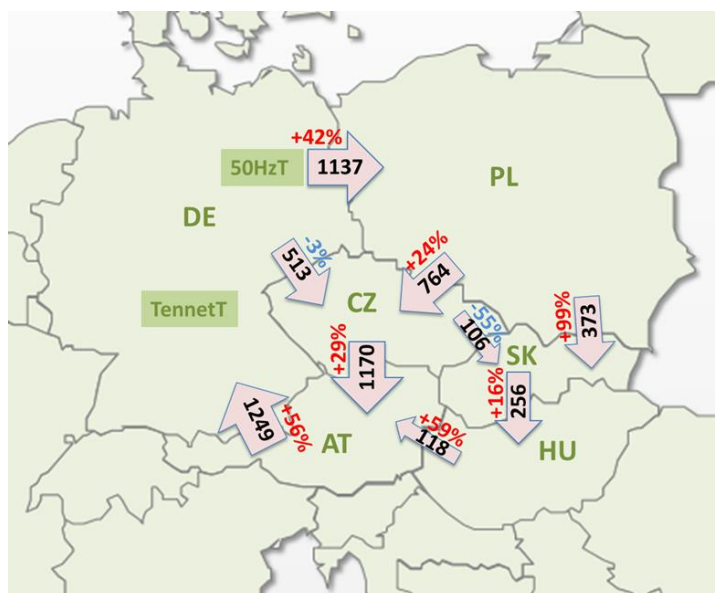 +42%
50HzT
1137
PL
DE
-3%
513
+24%
764
CZ
TennetT
-55%
106
+99%
373
SK
+29%
1170
+16%
256
1249
+56%
AT
+59%
118
HU